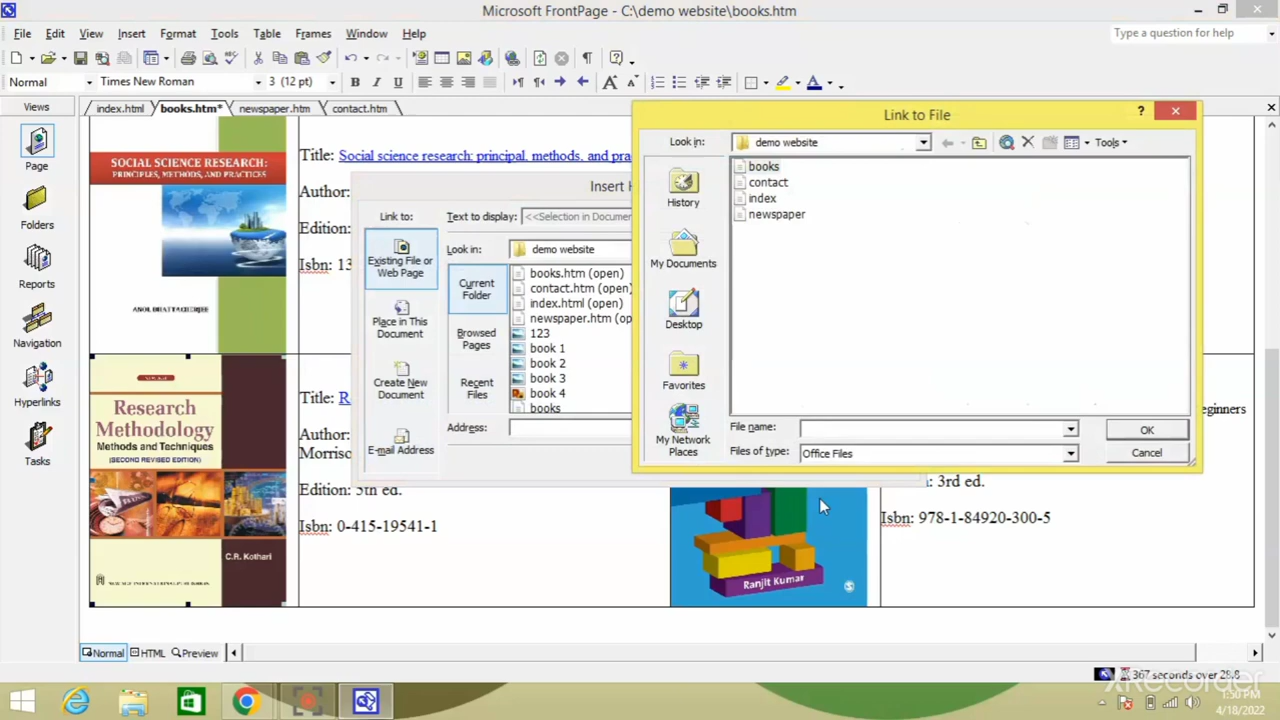 Microsoft FrontPage - C:\demo website\books.htm
File Edit View Insert Format Tools Table Frames Window Help
Type a question for help
Normal
Times New Roman
3 (12 pt)
B I U
Views
Page
Folders
Reports
Navigation
Hyperlinks
Tasks
index.html
books.htm*
newspaper.htm
contact.htm
SOCIAL SCIENCE RESEARCH:
PRINCIPLES, METHODS, AND PRACTICES
ANOL BHATTACHERJEE
Title: Social science research: principal, methods, and pra
Author:
Edition:
Isbn: 13
Research
Methodology
Methods and Techniques
(SECOND REVISED EDITION)
C.R. Kothari
Title: R
Author:
Morrison
Edition: 5th ed.
Isbn: 0-415-19541-1
Insert H
Link to:
Text to display:
<<Selection in Docume
Existing File or
Web Page
Place in This
Document
Create New
Document
E-mail Address
Look in:
demo website
Current
Folder
Browsed
Pages
Recent
Files
books.htm (open)
contact.htm (open)
index.html (open)
newspaper.htm (op
123
book 1
book 2
book 3
book 4
books
Address:
Link to File
Look in:
demo website
Tools
History
My Documents
Desktop
Favorites
My Network
Places
books
contact
index
newspaper
File name:
OK
Files of type:
Office Files
Cancel
eginners
n: 3rd ed.
Isbn: 978-1-84920-300-5
Ranjit Kumar
Normal
HTML
Preview
367 seconds over 28.8
XRecorder
1:50 PM
4/18/2022